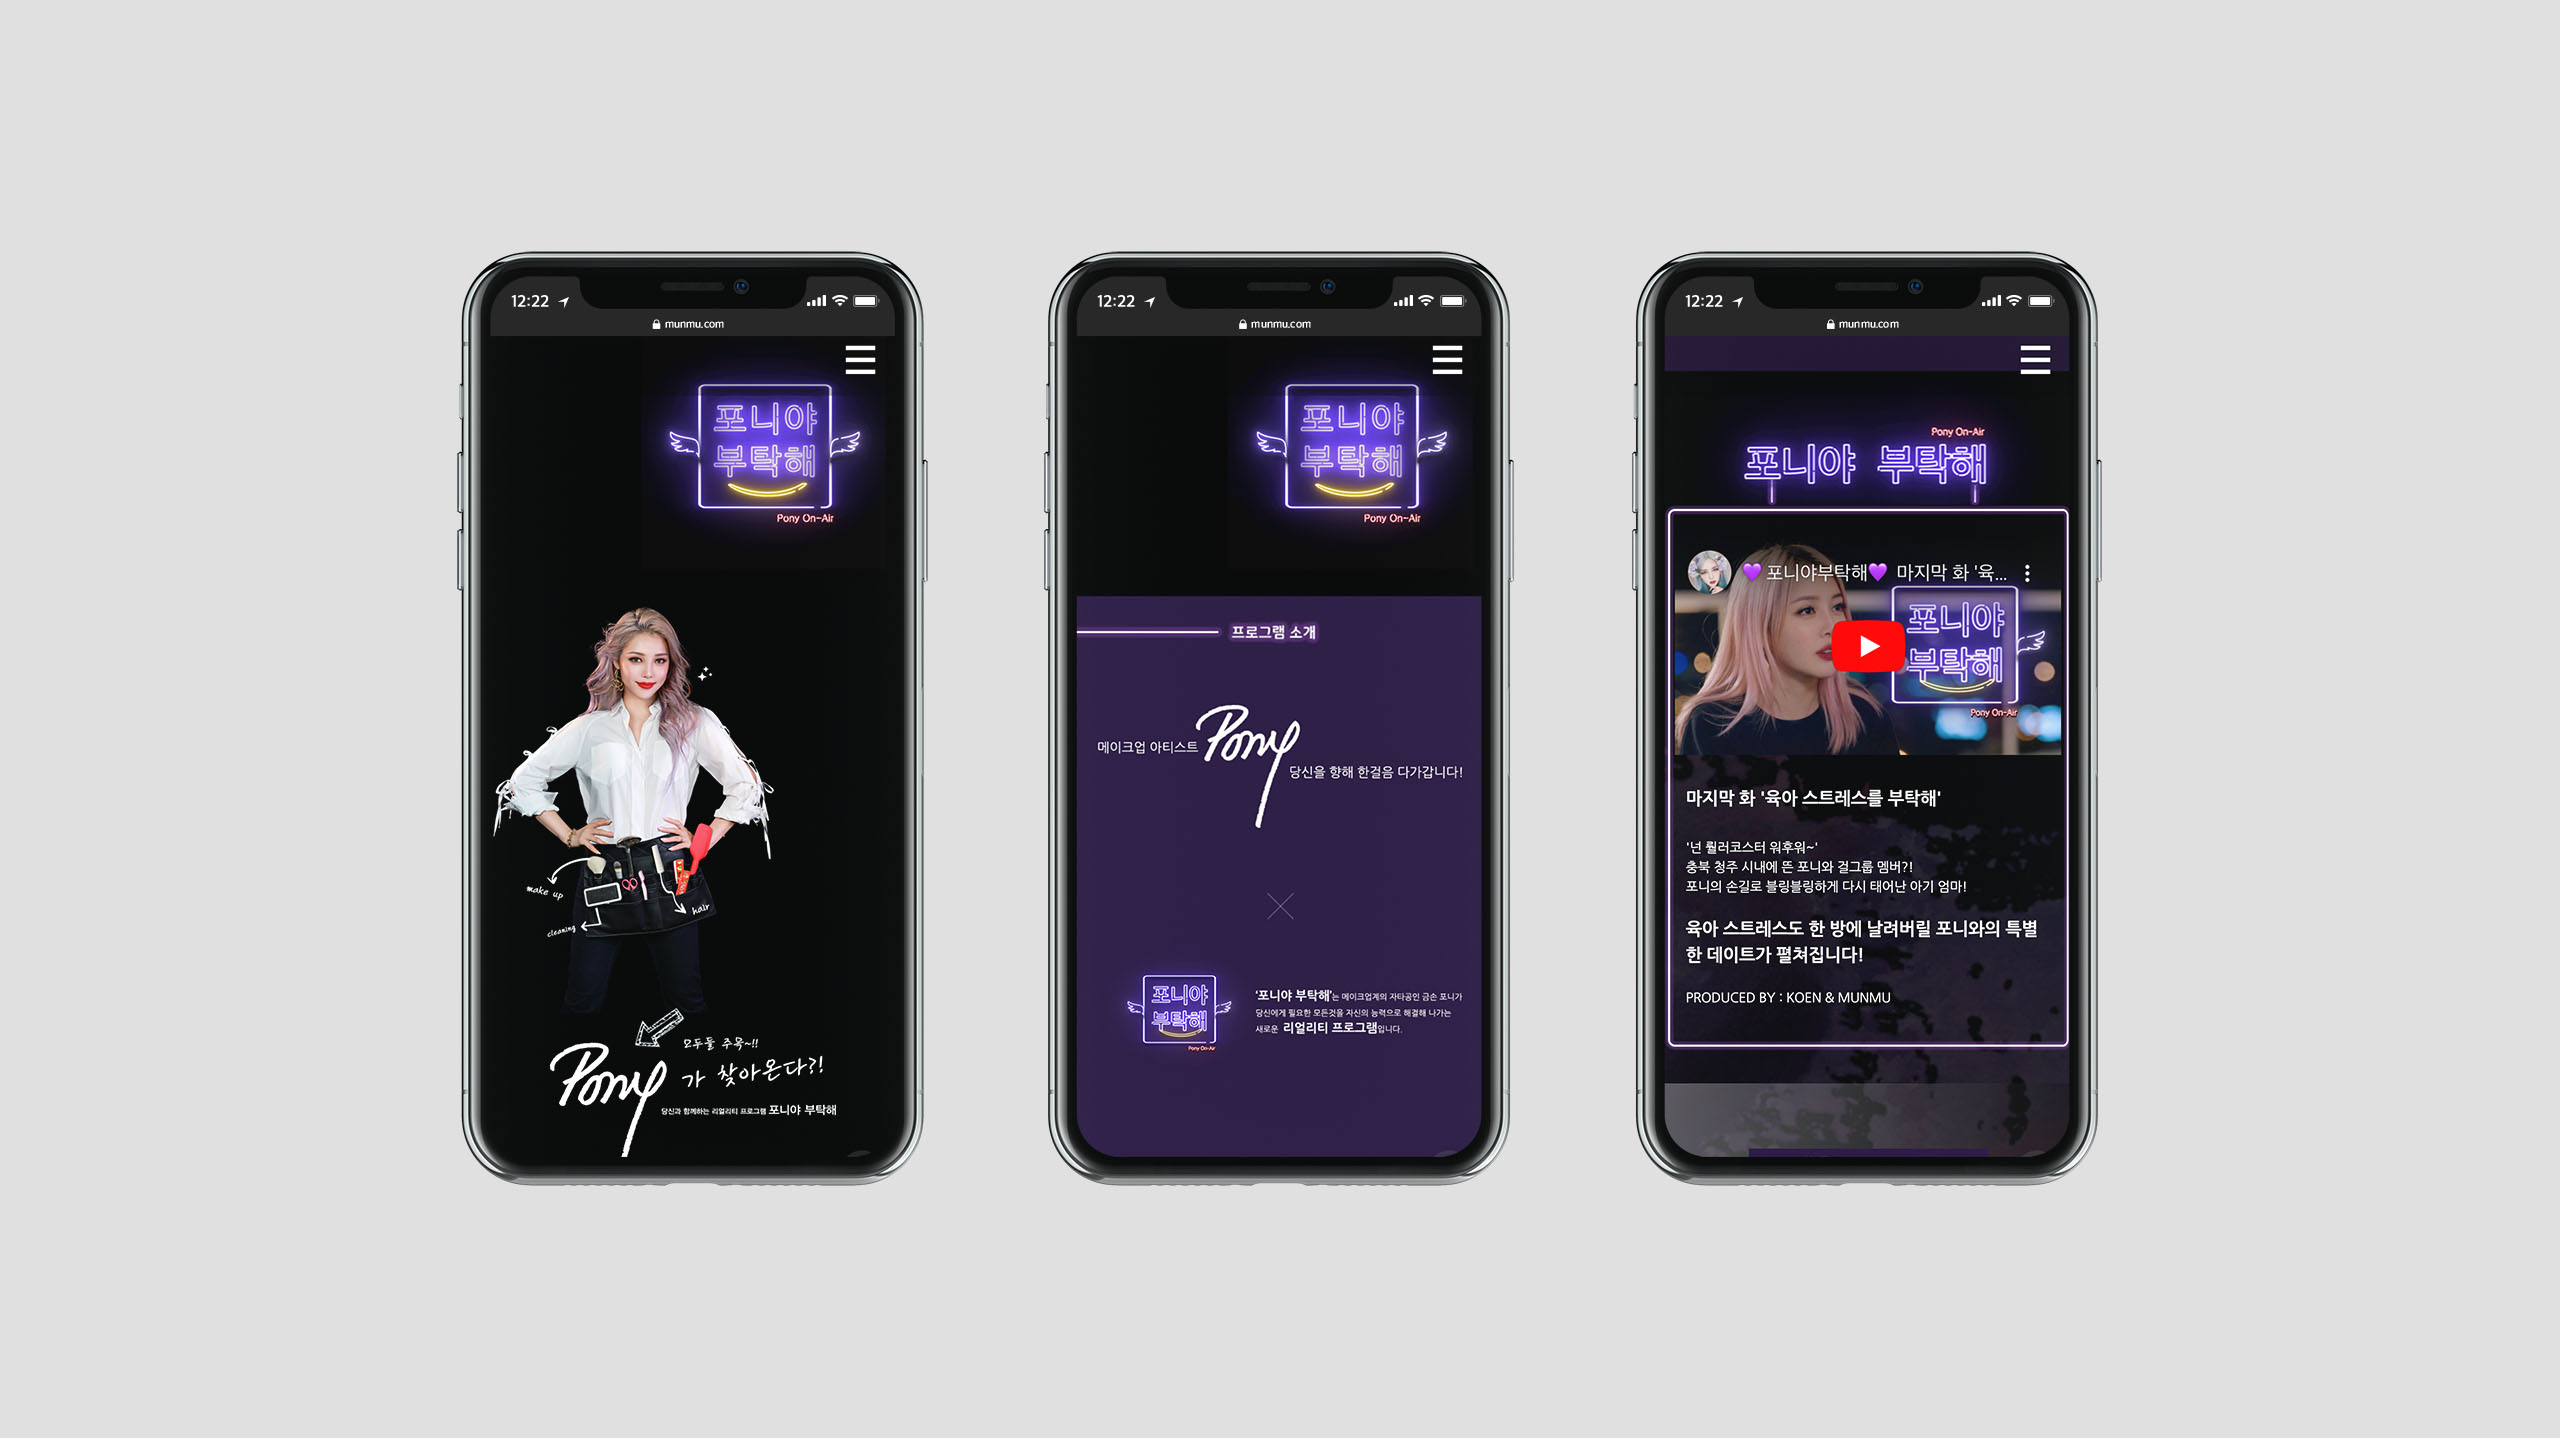 12:22
munmu.com
포니야
부탁해
Pony On-Air
make up
cleaning
hair
모두들 주목~!!
Pony 가 찾아온다?!
당신과 함께하는 리얼리티 프로그램 포니야 부탁해
12:22
munmu.com
포니야
부탁해
Pony On-Air
프로그램 소개
메이크업 아티스트 Pony
당신을 향해 한걸음 다가갑니다!
포니야
부탁해
Pony On-Air
'포니야 부탁해'는 메이크업계의 자타공인 금손 포니가
당신에게 필요한 모든것을 자신의 능력으로 해결해 나가는
새로운 리얼리티 프로그램입니다.
12:22
munmu.com
Pony On-Air
포니야 부탁해
💜 포니야부탁해💜 마지막 화 '육...
포니야
부탁해
Pony On-Air
마지막 화 '육아 스트레스를 부탁해'
'넌 뤌러코스터 워후워~'
충북 청주 시내에 뜬 포니와 걸그룹 멤버?!
포니의 손길로 블링블링하게 다시 태어난 아기 엄마!
육아 스트레스도 한 방에 날려버릴 포니와의 특별
한 데이트가 펼쳐집니다!
PRODUCED BY : KOEN & MUNMU